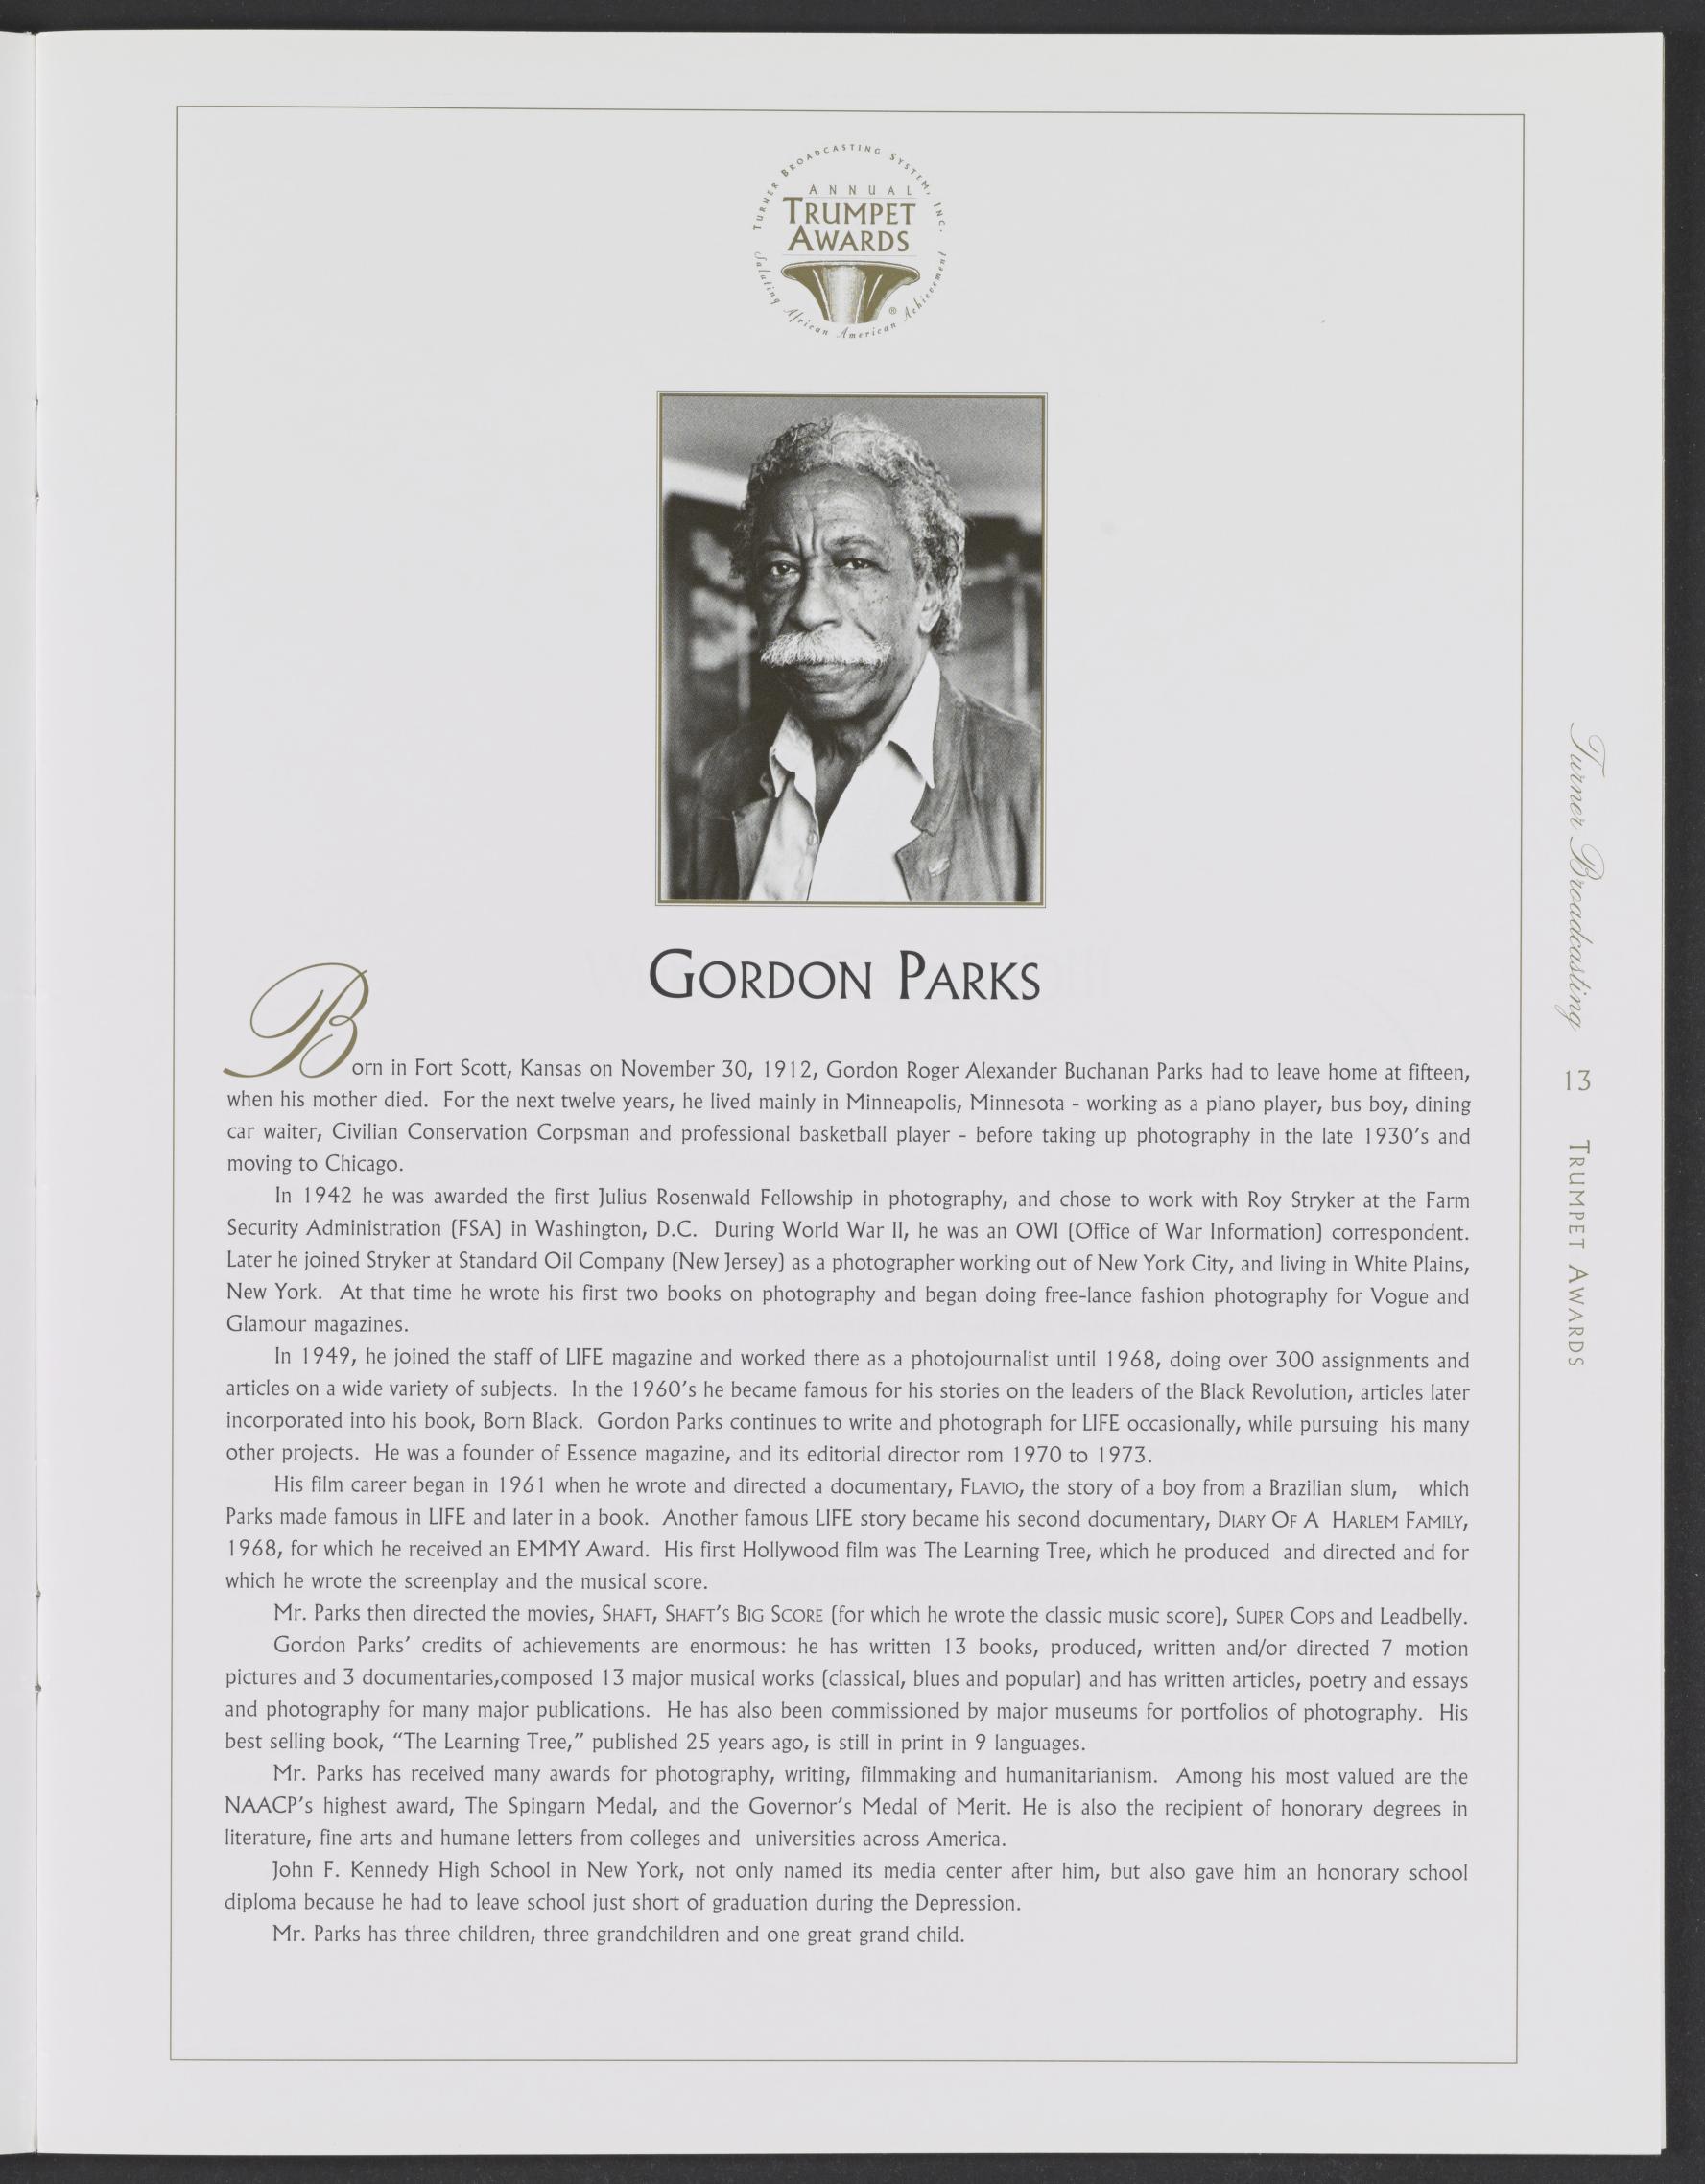 TURNER BROADCASTING SYSTEM, INC.
ANNUAL
TRUMPET
AWARDS
®
Saluting African American Achievement
GORDON PARKS
Born in Fort Scott, Kansas on November 30, 1912, Gordon Roger Alexander Buchanan Parks had to leave home at fifteen,
when his mother died. For the next twelve years, he lived mainly in Minneapolis, Minnesota - working as a piano player, bus boy, dining
car waiter, Civilian Conservation Corpsman and professional basketball player - before taking up photography in the late 1930's and
moving to Chicago.
In 1942 he was awarded the first Julius Rosenwald Fellowship in photography, and chose to work with Roy Stryker at the Farm
Security Administration (FSA) in Washington, D.C. During World War II, he was an OWI (Office of War Information) correspondent.
Later he joined Stryker at Standard Oil Company (New Jersey) as a photographer working out of New York City, and living in White Plains,
New York. At that time he wrote his first two books on photography and began doing free-lance fashion photography for Vogue and
Glamour magazines.
In 1949, he joined the staff of LIFE magazine and worked there as a photojournalist until 1968, doing over 300 assignments and
articles on a wide variety of subjects. In the 1960's he became famous for his stories on the leaders of the Black Revolution, articles later
incorporated into his book, Born Black. Gordon Parks continues to write and photograph for LIFE occasionally, while pursuing his many
other projects. He was a founder of Essence magazine, and its editorial director rom 1970 to 1973.
His film career began in 1961 when he wrote and directed a documentary, FLAVIO, the story of a boy from a Brazilian slum, which
Parks made famous in LIFE and later in a book. Another famous LIFE story became his second documentary, DIARY OF A HARLEM FAMILY,
1968, for which he received an EMMY Award. His first Hollywood film was The Learning Tree, which he produced and directed and for
which he wrote the screenplay and the musical score.
Mr. Parks then directed the movies, SHAFT, SHAFT'S BIG SCORE (for which he wrote the classic music score), SUPER COPS and Leadbelly.
Gordon Parks' credits of achievements are enormous: he has written 13 books, produced, written and/or directed 7 motion
pictures and 3 documentaries,composed 13 major musical works (classical, blues and popular) and has written articles, poetry and essays
and photography for many major publications. He has also been commissioned by major museums for portfolios of photography. His
best selling book, "The Learning Tree," published 25 years ago, is still in print in 9 languages.
Mr. Parks has received many awards for photography, writing, filmmaking and humanitarianism. Among his most valued are the
NAACP's highest award, The Spingarn Medal, and the Governor's Medal of Merit. He is also the recipient of honorary degrees in
literature, fine arts and humane letters from colleges and universities across America.
John F. Kennedy High School in New York, not only named its media center after him, but also gave him an honorary school
diploma because he had to leave school just short of graduation during the Depression.
Mr. Parks has three children, three grandchildren and one great grand child.
Turner Broadcasting
13
TRUMPET AWARDS